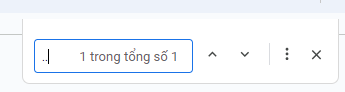 .. 1 trong tổng số 1